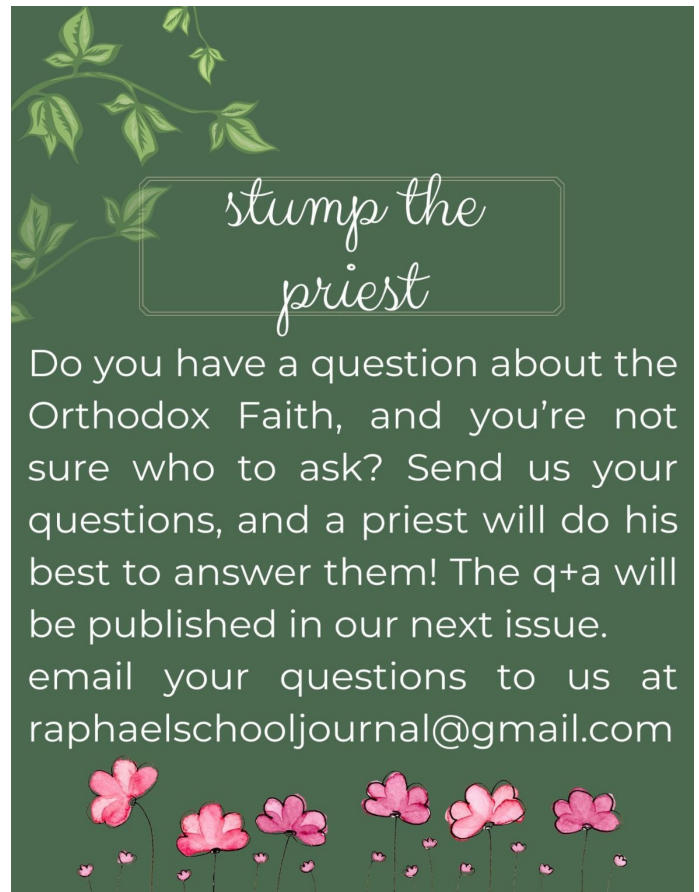 stump the
priest
Do you have a question about the
Orthodox Faith, and you’re not
sure who to ask? Send us your
questions, and a priest will do his
best to answer them! The q+a will
be published in our next issue.
email your questions to us at
raphaelschooljournal@gmail.com